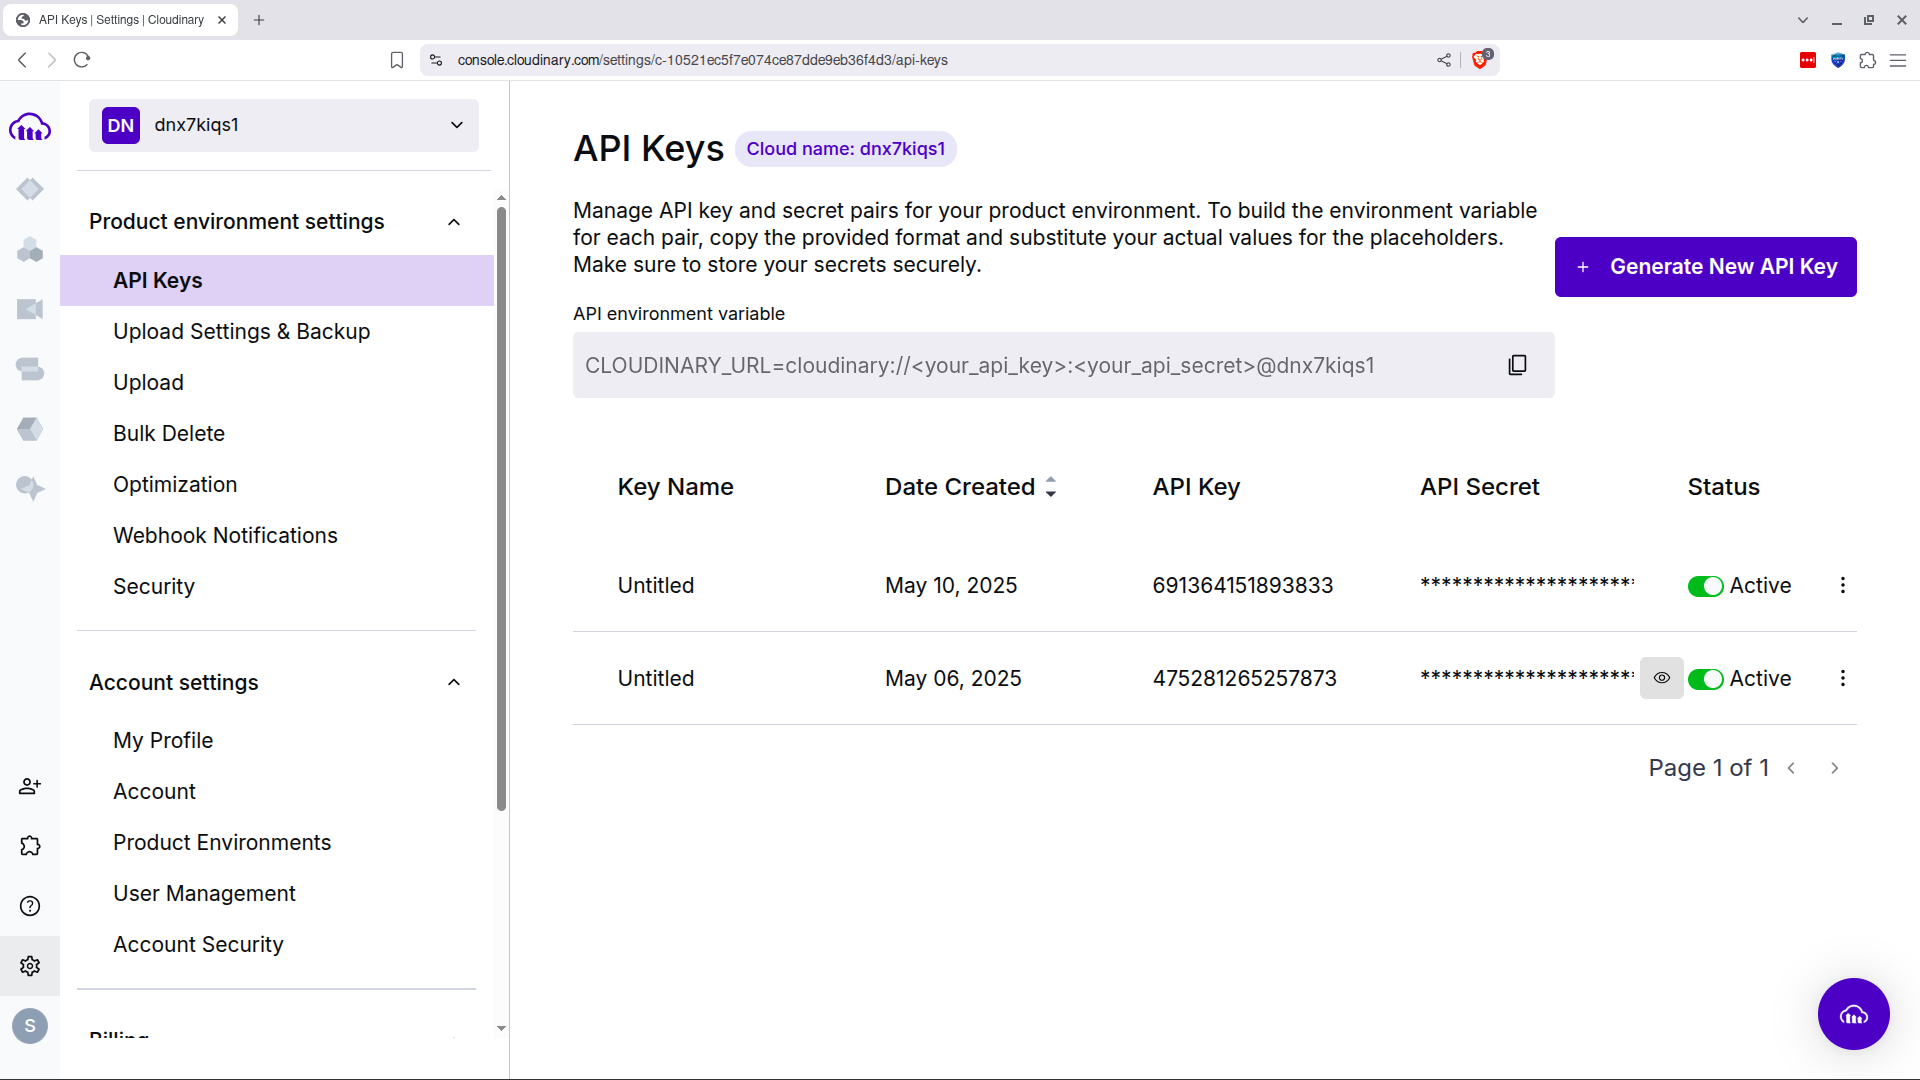 API Keys | Settings | Cloudinary
console.cloudinary.com/settings/c-10521ec5f7e074ce87dde9eb36f4d3/api-keys
3
DN dnx7kiqs1
Product environment settings
API Keys
Upload Settings & Backup
Upload
Bulk Delete
Optimization
Webhook Notifications
Security
Account settings
My Profile
Account
Product Environments
User Management
Account Security
Billing
S
API Keys
Cloud name: dnx7kiqs1
Manage API key and secret pairs for your product environment. To build the environment variable
for each pair, copy the provided format and substitute your actual values for the placeholders.
Make sure to store your secrets securely.
+ Generate New API Key
API environment variable
CLOUDINARY_URL=cloudinary://<your_api_key>:<your_api_secret>@dnx7kiqs1
Key Name Date Created API Key API Secret Status
Untitled May 10, 2025 691364151893833 ******************** Active
Untitled May 06, 2025 475281265257873 ******************** Active
Page 1 of 1